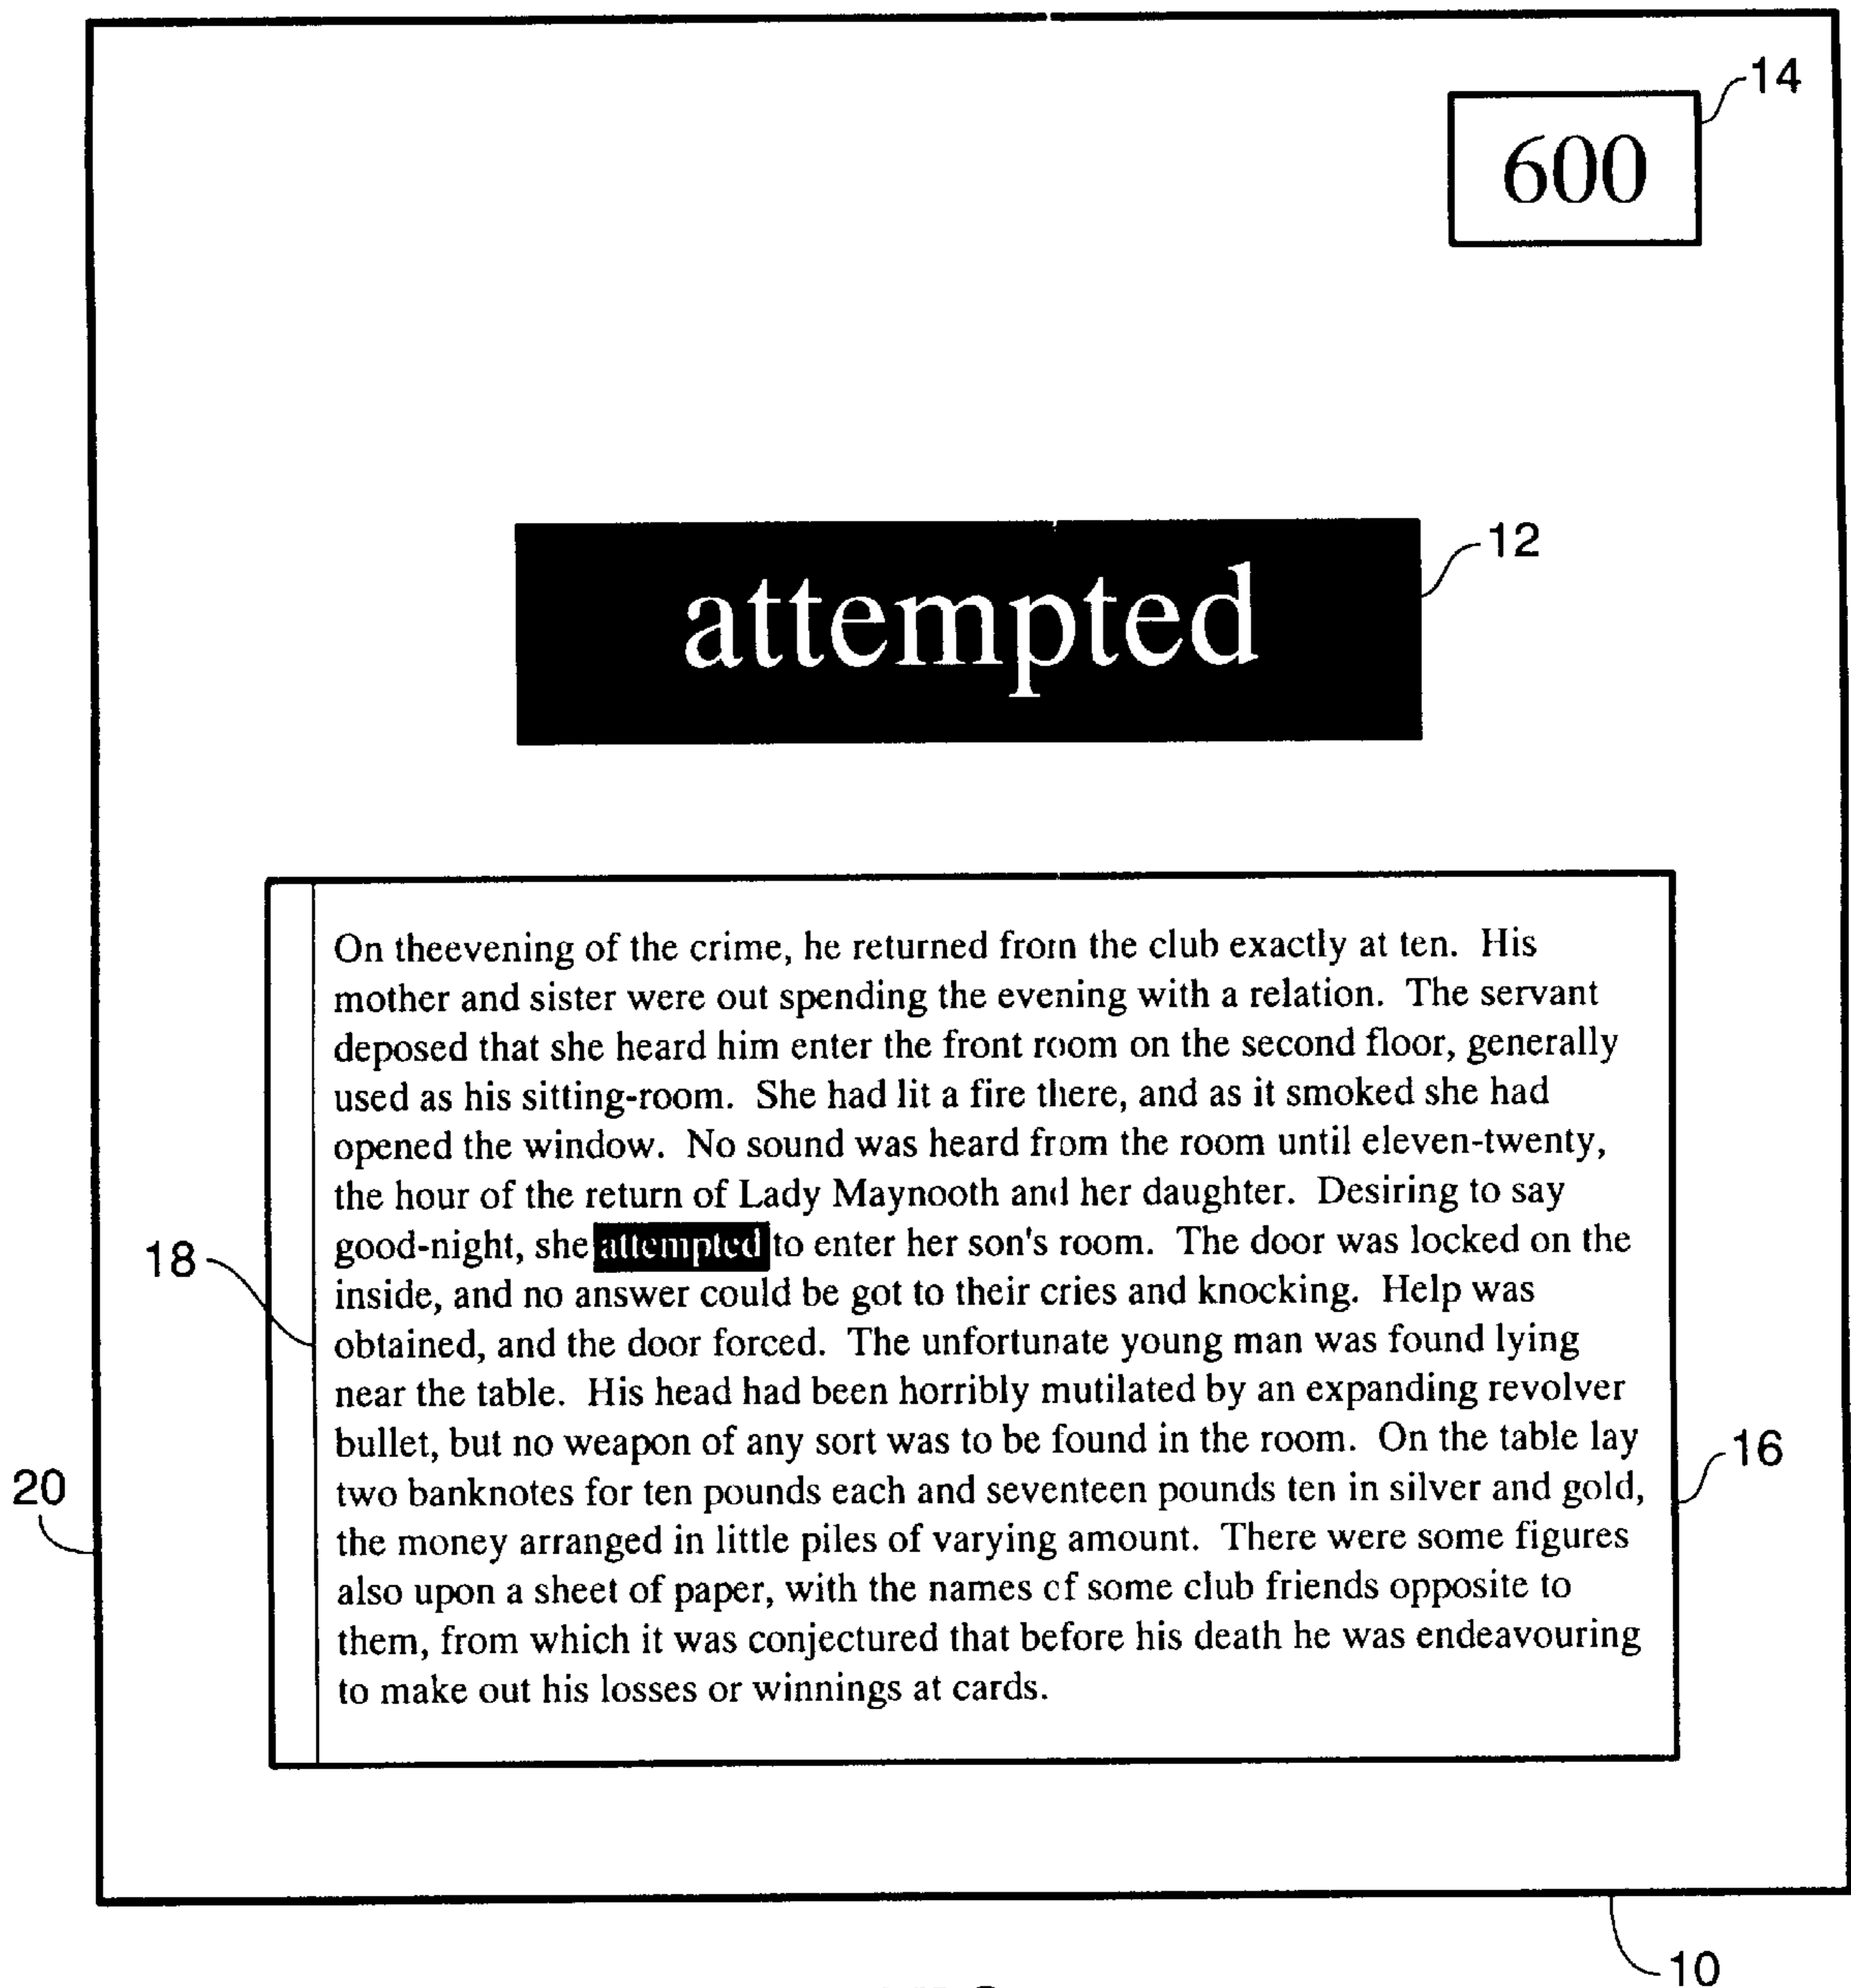 14
600
12
attempted
On theevening of the crime, he returned from the club exactly at ten. His
mother and sister were out spending the evening with a relation. The servant
deposed that she heard him enter the front room on the second floor, generally
used as his sitting-room. She had lit a fire there, and as it smoked she had
opened the window. No sound was heard from the room until eleven-twenty,
the hour of the return of Lady Maynooth and her daughter. Desiring to say
good-night, she attempted to enter her son's room. The door was locked on the
18
inside, and no answer could be got to their cries and knocking. Help was
obtained, and the door forced. The unfortunate young man was found lying
near the table. His head had been horribly mutilated by an expanding revolver
bullet, but no weapon of any sort was to be found in the room. On the table lay
16
20
two banknotes for ten pounds each and seventeen pounds ten in silver and gold,
the money arranged in little piles of varying amount. There were some figures
also upon a sheet of paper, with the names of some club friends opposite to
them, from which it was conjectured that before his death he was endeavouring
to make out his losses or winnings at cards.
10